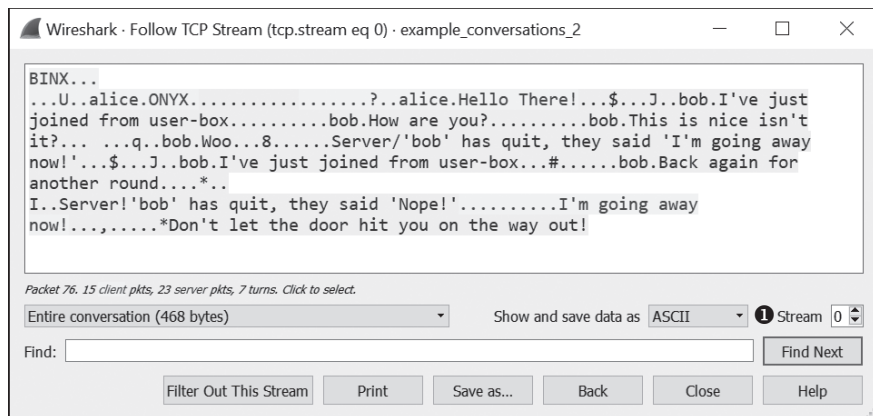 Wireshark · Follow TCP Stream (tcp.stream eq 0) · example_conversations_2
BINX...
...U..alice.ONYX..................?..alice.Hello There!...$...J..bob.I've just
joined from user-box..........bob.How are you?..........bob.This is nice isn't
it?... ...q..bob.Woo...8......Server/'bob' has quit, they said 'I'm going away
now!'...$...J..bob.I've just joined from user-box...#......bob.Back again for
another round....*..
I..Server!'bob' has quit, they said 'Nope!'..........I'm going away
now!...,.....*Don't let the door hit you on the way out!
Packet 76. 15 client pkts, 23 server pkts, 7 turns. Click to select.
Entire conversation (468 bytes) Show and save data as ASCII ❶ Stream 0
Find: Find Next
Filter Out This Stream Print Save as... Back Close Help